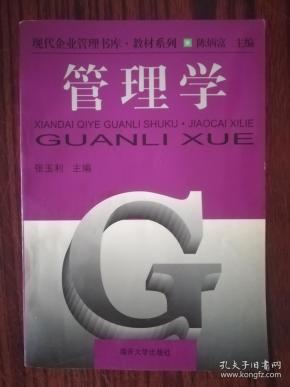 现代企业管理书库·教材系列 陈炳富 主编
管理学
XIANDAI QIYE GUANLI SHUKU·JIAOCAI XILIE
GUANLI XUE
张玉利 主编
G
南开大学出版社
孔夫子旧书网
kongfz.com